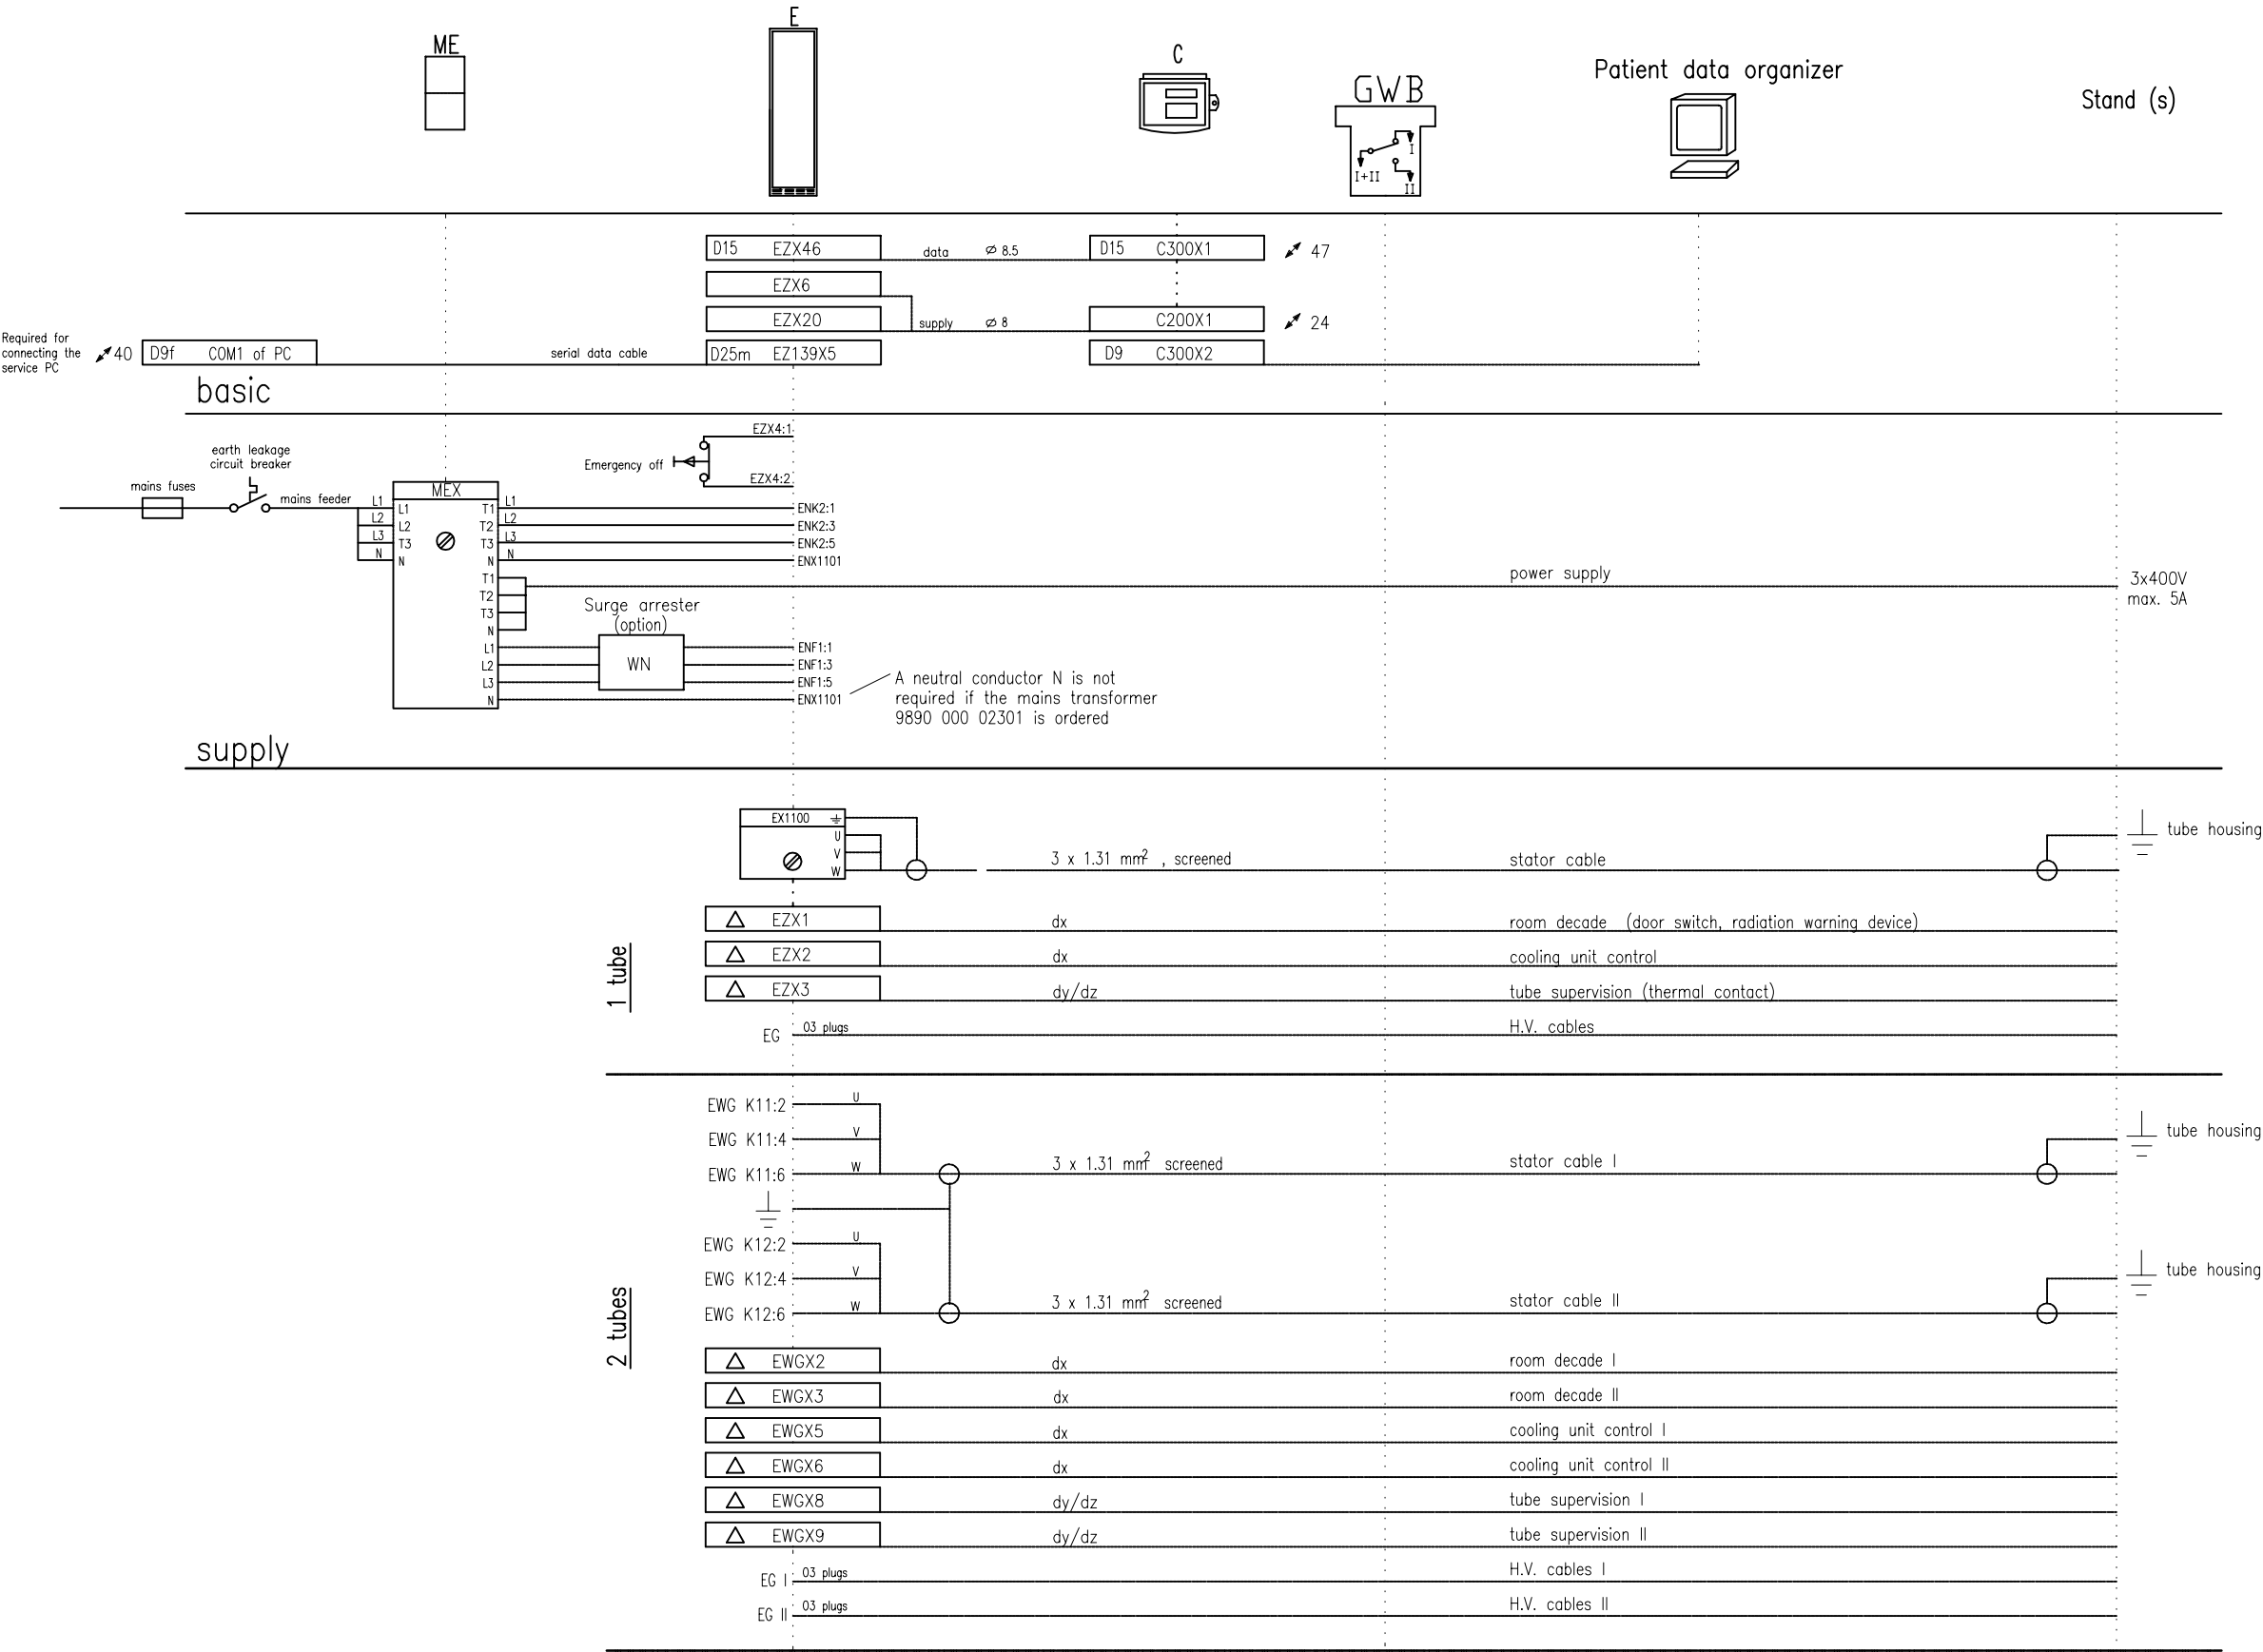 ME
E
C
GWB
I
I+II
II
Patient data organizer
Stand (s)
D15 EZX46
data ⌀ 8.5
D15 C300X1
47
EZX6
EZX20
supply ⌀ 8
C200X1
24
Required for
connecting the
service PC
40
D9f COM1 of PC
serial data cable
D25m EZ139X5
D9 C300X2
basic
EZX4:1
Emergency off
EZX4:2
earth leakage
circuit breaker
mains fuses
mains feeder
MEX
L1 L1 T1 L1 ENK2:1
L2 L2 T2 L2 ENK2:3
L3 T3 T3 L3 ENK2:5
N N N N ENX1101
T1
T2
T3
N
power supply
3x400V
max. 5A
Surge arrester
(option)
WN
L1 ENF1:1
L2 ENF1:3
L3 ENF1:5
N ENX1101
A neutral conductor N is not
required if the mains transformer
9890 000 02301 is ordered
supply
1 tube
EX1100
U
V
W
3 x 1.31 mm² , screened
stator cable
tube housing
EZX1 dx room decade (door switch, radiation warning device)
EZX2 dx cooling unit control
EZX3 dy/dz tube supervision (thermal contact)
EG 03 plugs H.V. cables
2 tubes
EWG K11:2 U
EWG K11:4 V
EWG K11:6 W
3 x 1.31 mm² screened
stator cable I
tube housing
EWG K12:2 U
EWG K12:4 V
EWG K12:6 W
3 x 1.31 mm² screened
stator cable II
tube housing
EWGX2 dx room decade I
EWGX3 dx room decade II
EWGX5 dx cooling unit control I
EWGX6 dx cooling unit control II
EWGX8 dy/dz tube supervision I
EWGX9 dy/dz tube supervision II
EG I 03 plugs H.V. cables I
EG II 03 plugs H.V. cables II